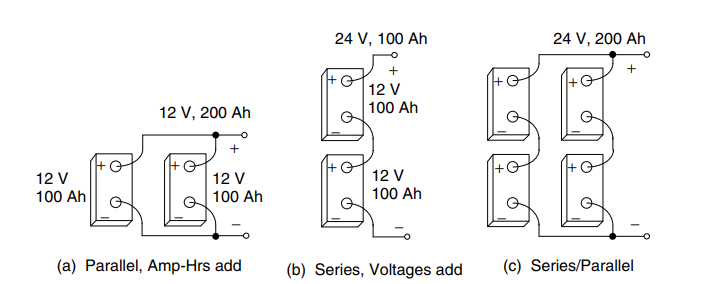 12 V, 200 Ah
+
+
+
12 V
100 Ah
12 V
100 Ah
–
–
–
(a) Parallel, Amp-Hrs add
24 V, 100 Ah
+
+
12 V
100 Ah
–
+
12 V
100 Ah
–
–
(b) Series, Voltages add
24 V, 200 Ah
+
+
+
–
–
+
+
–
–
–
(c) Series/Parallel